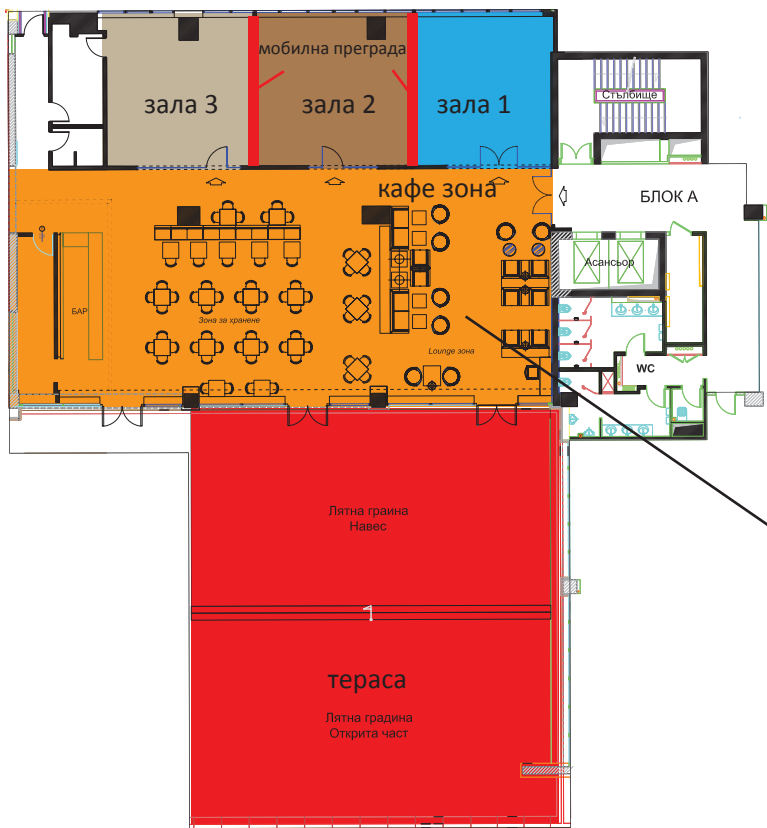 мобилна преграда
зала 3
зала 2
зала 1
Стълбище
кафе зона
БЛОК А
Асансьор
БАР
Зона за хранене
Lounge зона
WC
Лятна граина
Навес
1
тераса
Лятна градина
Открита част